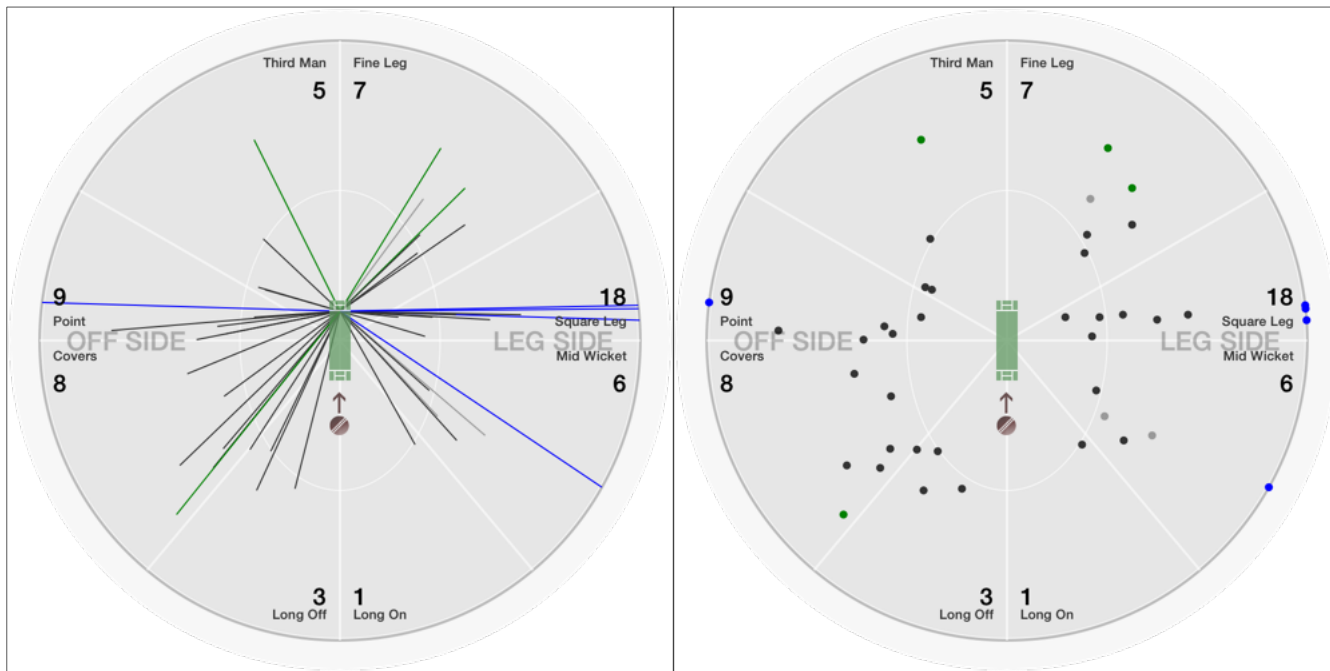 Third Man Fine Leg
5 7
9 18
Point Square Leg
OFF SIDE LEG SIDE
Covers Mid Wicket
8 6
3 1
Long Off Long On
Third Man Fine Leg
5 7
9 18
Point Square Leg
OFF SIDE LEG SIDE
Covers Mid Wicket
8 6
3 1
Long Off Long On